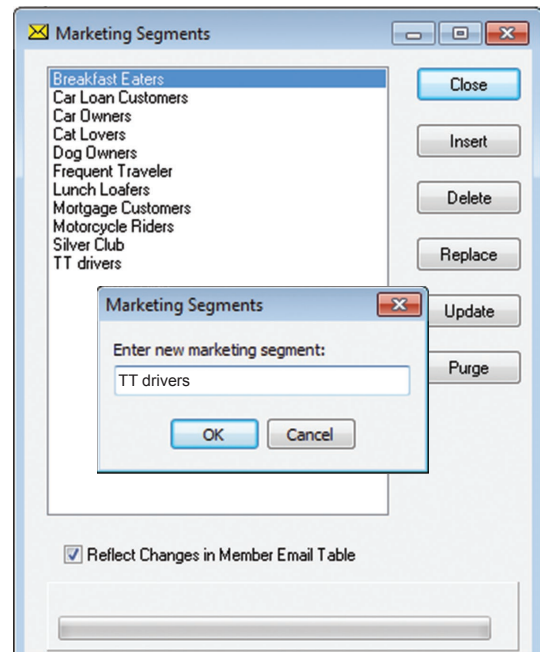 Marketing Segments
Breakfast Eaters
Car Loan Customers
Car Owners
Cat Lovers
Dog Owners
Frequent Traveler
Lunch Loafers
Mortgage Customers
Motorcycle Riders
Silver Club
TT drivers
Close
Insert
Delete
Replace
Update
Purge
Marketing Segments
Enter new marketing segment:
TT drivers
OK
Cancel
Reflect Changes in Member Email Table